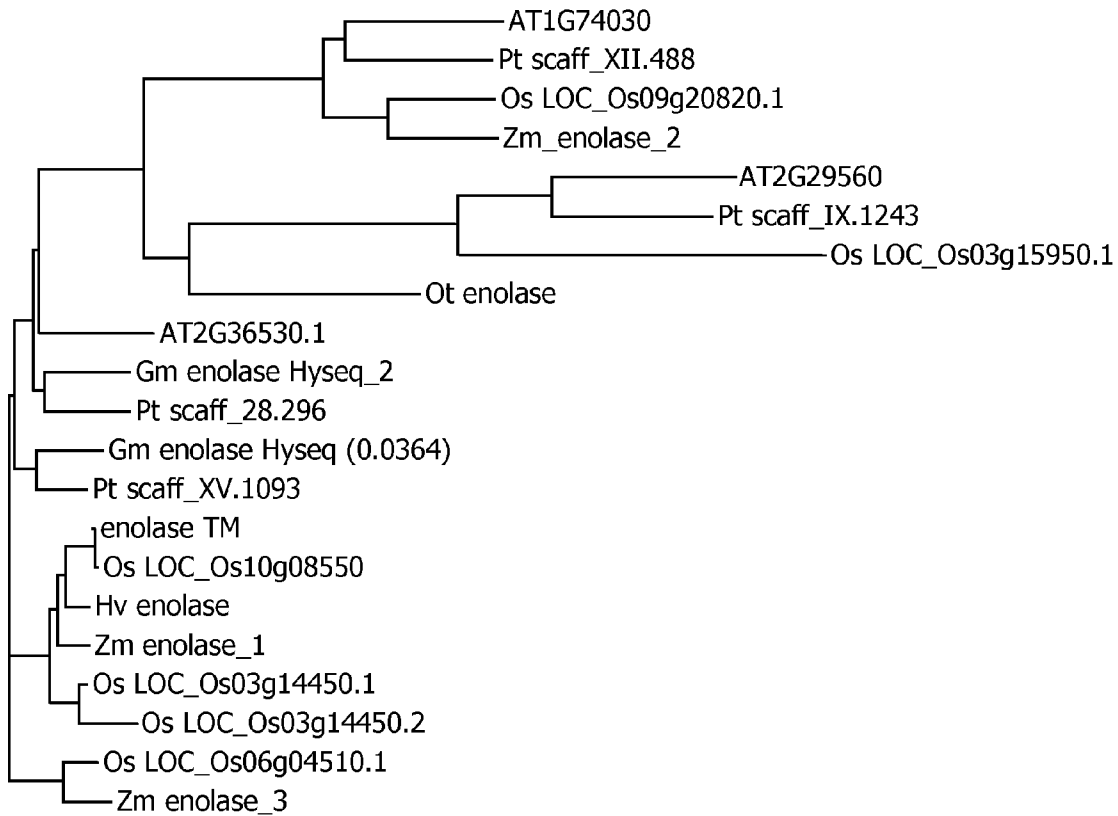 AT1G74030
Pt scaff_XII.488
Os LOC_Os09g20820.1
Zm_enolase_2
AT2G29560
Pt scaff_IX.1243
Os LOC_Os03g15950.1
Ot enolase
AT2G36530.1
Gm enolase Hyseq_2
Pt scaff_28.296
Gm enolase Hyseq (0.0364)
Pt scaff_XV.1093
enolase TM
Os LOC_Os10g08550
Hv enolase
Zm enolase_1
Os LOC_Os03g14450.1
Os LOC_Os03g14450.2
Os LOC_Os06g04510.1
Zm enolase_3